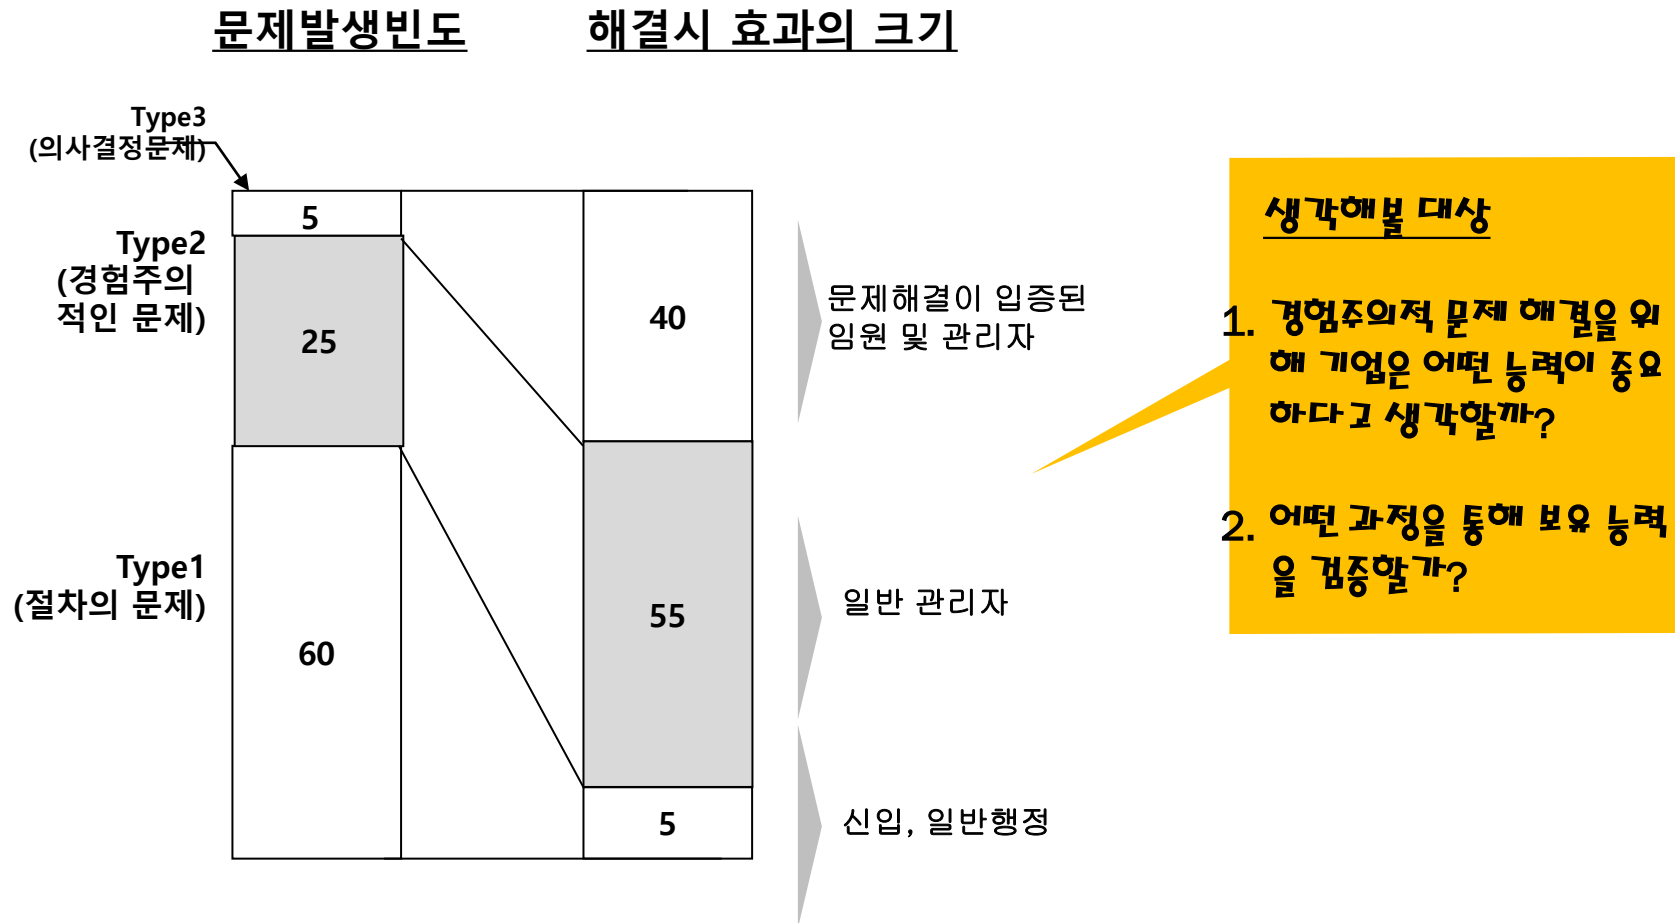 문제발생빈도
해결시 효과의 크기
Type3
(의사결정문제)
Type2
(경험주의
적인 문제)
Type1
(절차의 문제)
5
25
60
40
55
5
문제해결이 입증된
임원 및 관리자
일반 관리자
신입, 일반행정
생각해볼 대상
1. 경험주의적 문제 해결을 위
해 기업은 어떤 능력이 중요
하다고 생각할까?
2. 어떤 과정을 통해 보유 능력
을 검증할가?